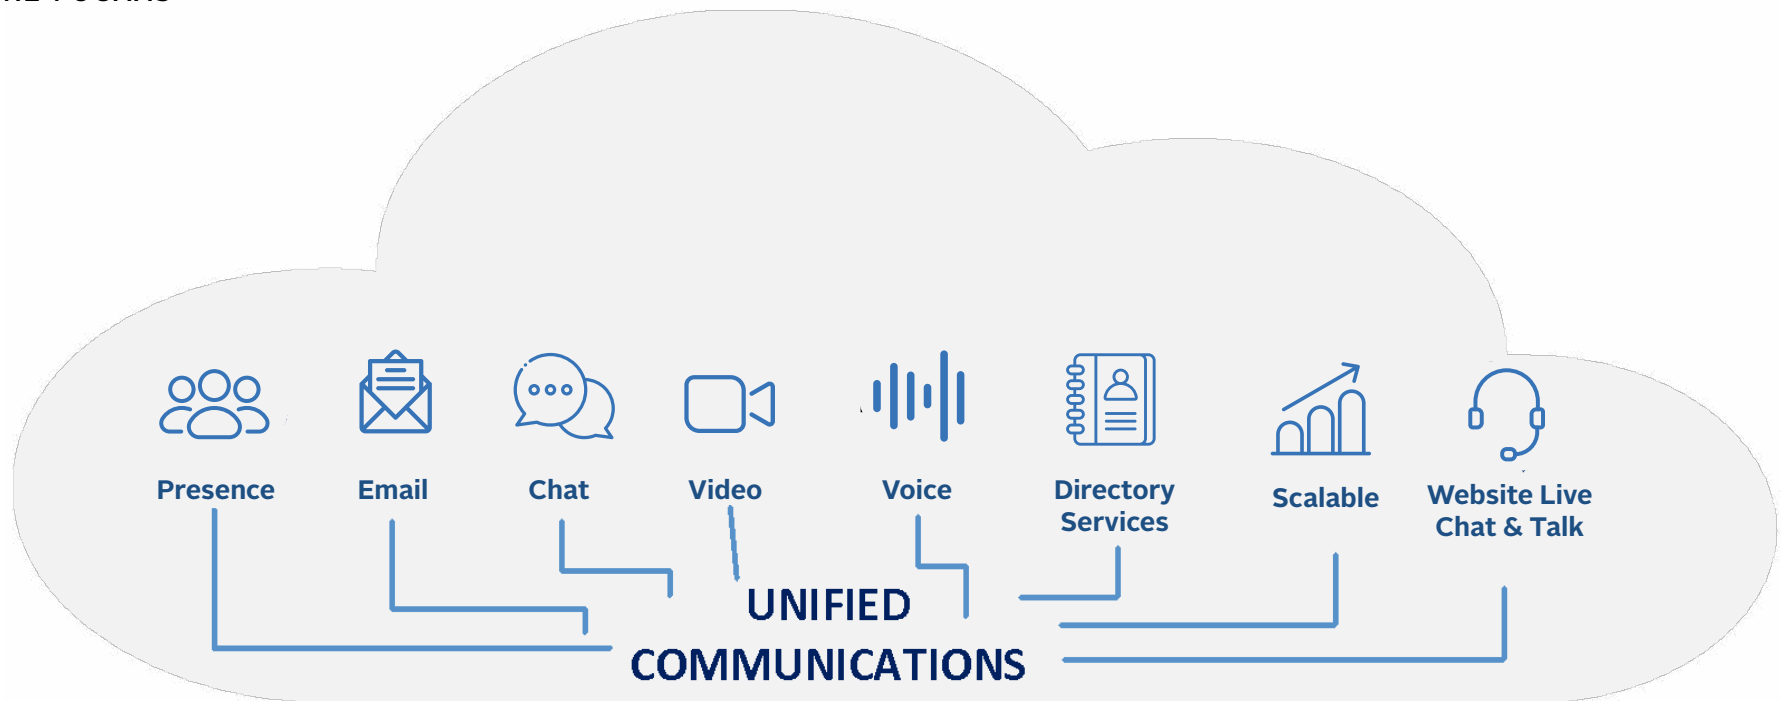 Presence
Email
Chat
Video
Voice
Directory
Services
Scalable
Website Live
Chat & Talk
UNIFIED
COMMUNICATIONS